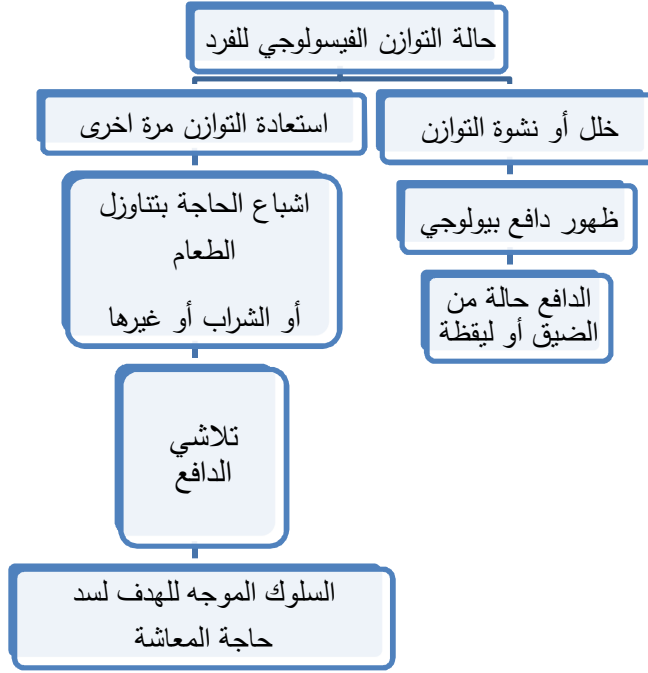 حالة التوازن الفيسولوجي للفرد
خلل أو نشوة التوازن
استعادة التوازن مرة اخرى
ظهور دافع بيولوجي
اشباع الحاجة بتناوزل
الطعام
أو الشراب أو غيرها
الدافع حالة من
الضيق أو ليقظة
تلاشي
الدافع
السلوك الموجه للهدف لسد
حاجة المعاشة